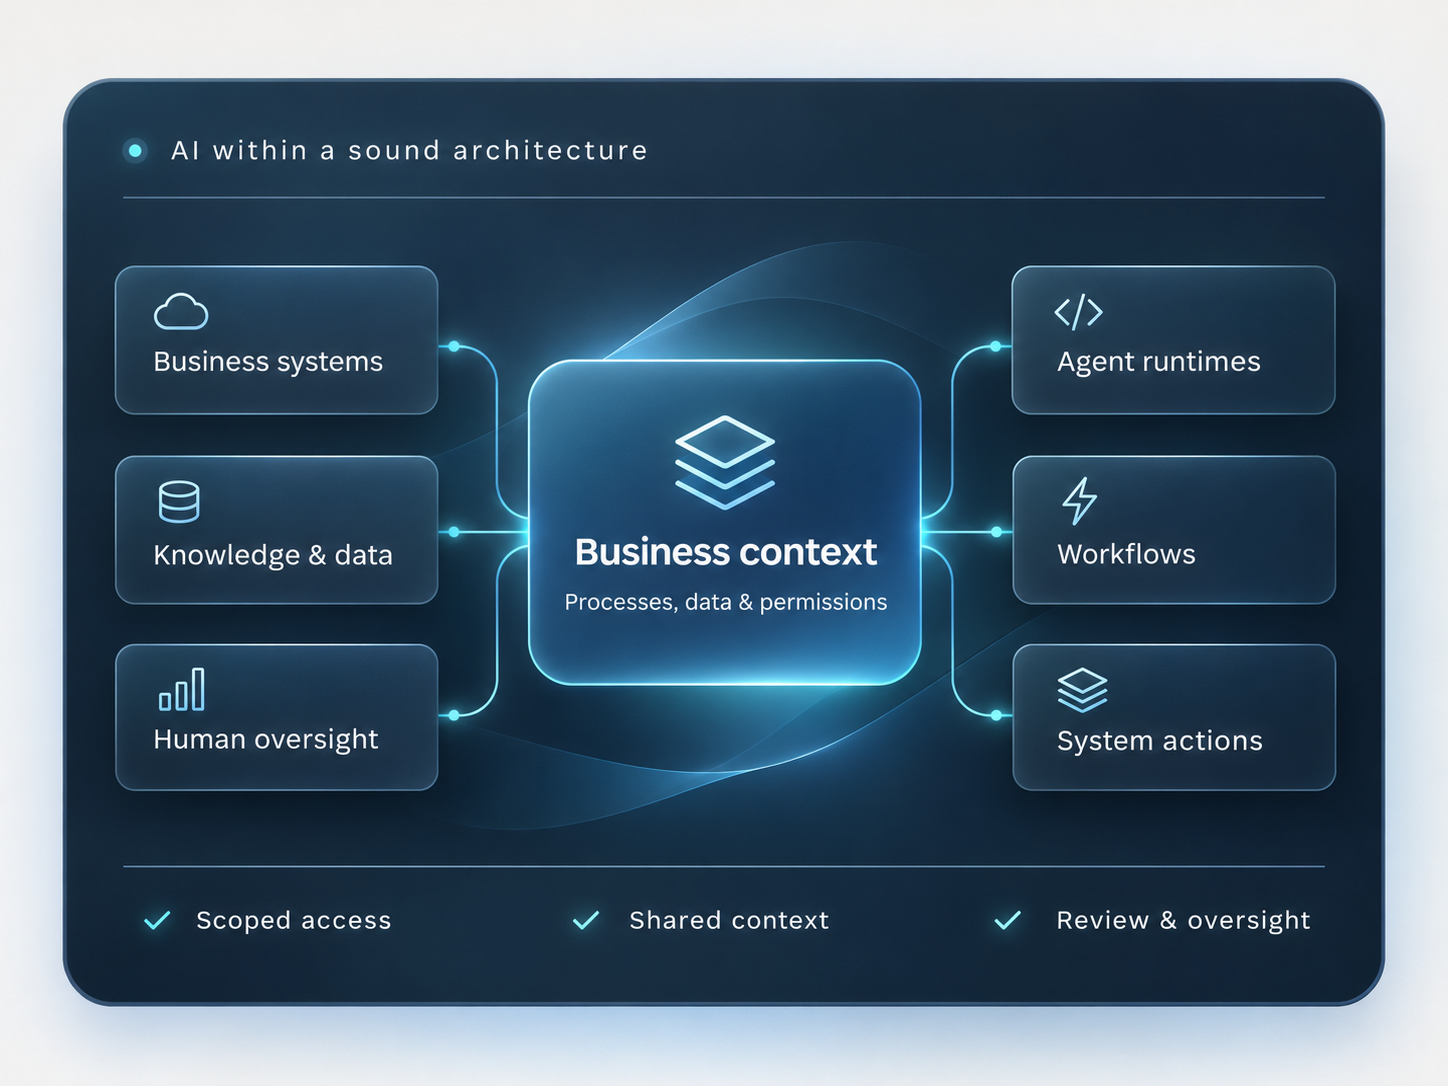 AI within a sound architecture
Business systems
Knowledge & data
Human oversight
Business context
Processes, data & permissions
Agent runtimes
Workflows
System actions
Scoped access
Shared context
Review & oversight